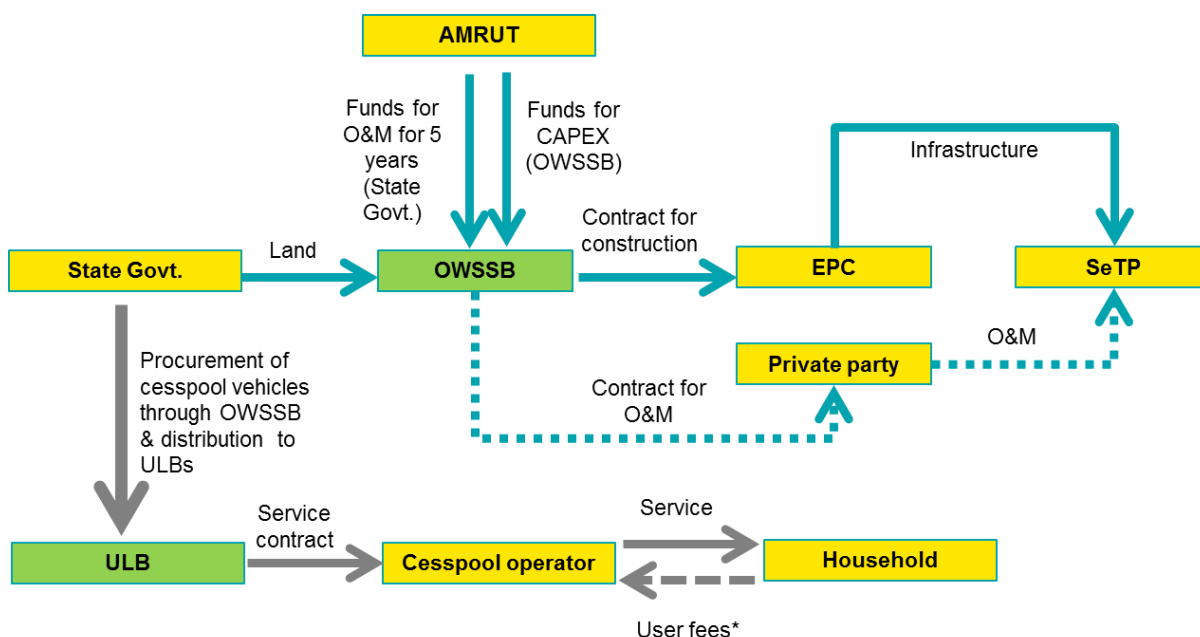 AMRUT
Funds for
O&M for 5
years
(State
Govt.)
Funds for
CAPEX
(OWSSB)
Infrastructure
Land
Contract for
construction
State Govt.
OWSSB
EPC
SeTP
Procurement of
cesspool vehicles
through OWSSB
& distribution to
ULBs
Contract for
O&M
Private party
O&M
ULB
Service
contract
Cesspool operator
Service
Household
User fees*